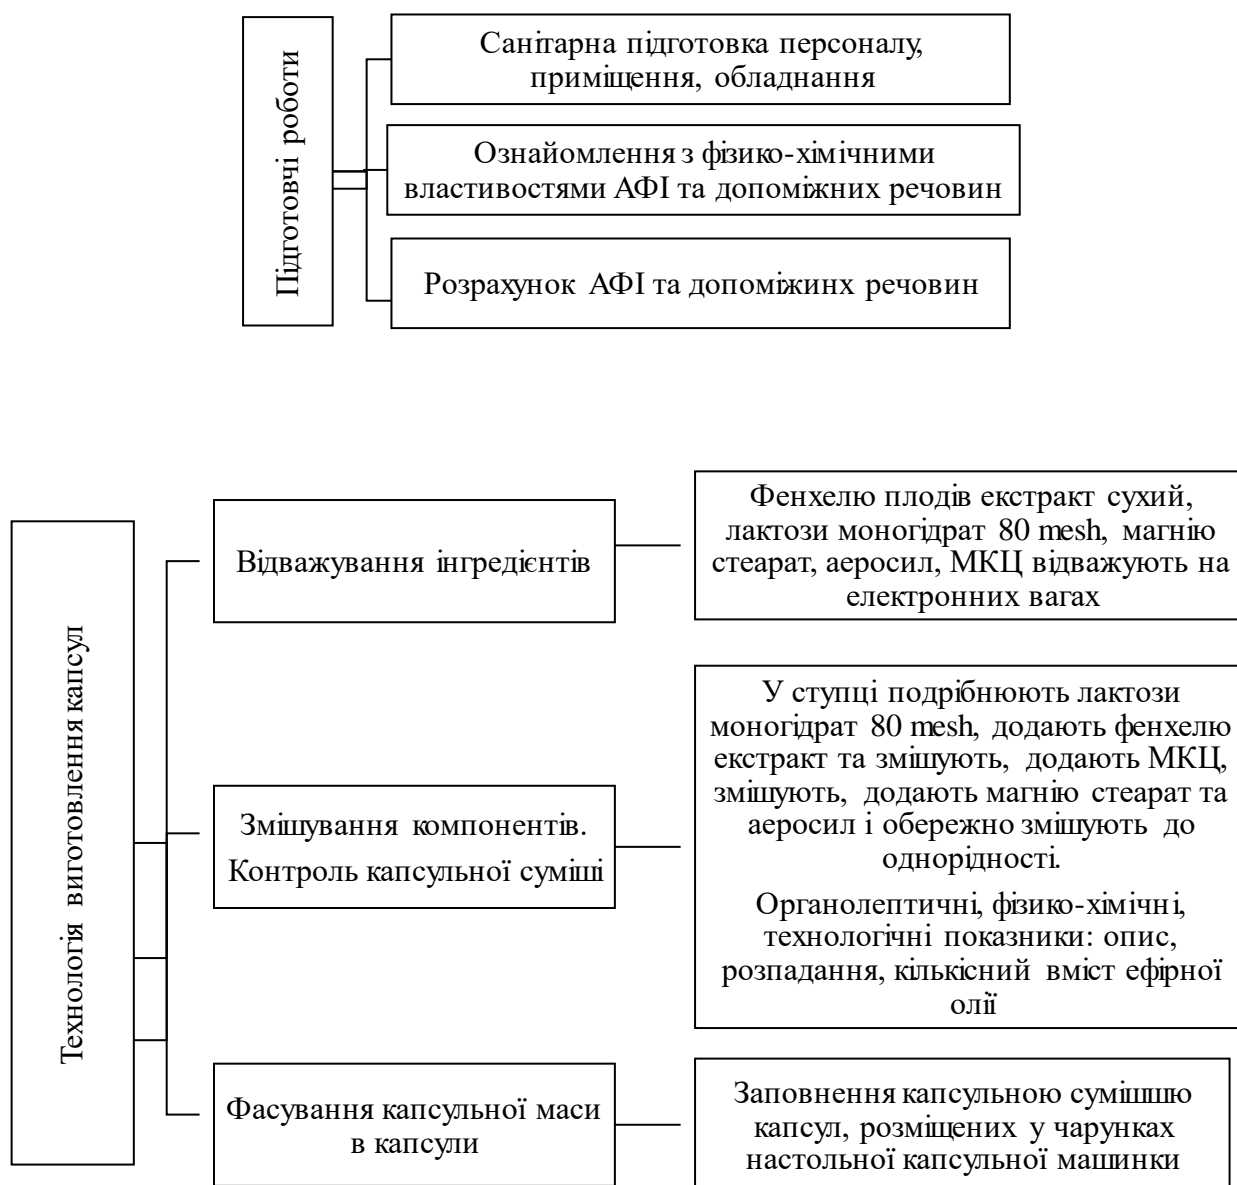 Підготовчі роботи
Санітарна підготовка персоналу,
приміщення, обладнання
Ознайомлення з фізико-хімічними
властивостями АФІ та допоміжних речовин
Розрахунок АФІ та допоміжинх речовин
Технологія виготовлення капсул
Відважування інгредієнтів
Фенхелю плодів екстракт сухий,
лактози моногідрат 80 mesh, магнію
стеарат, аеросил, МКЦ відважують на
електронних вагах
Змішування компонентів.
Контроль капсульної суміші
У ступці подрібнюють лактози
моногідрат 80 mesh, додають фенхелю
екстракт та змішують, додають МКЦ,
змішують, додають магнію стеарат та
аеросил і обережно змішують до
однорідності.
Органолептичні, фізико-хімічні,
технологічні показники: опис,
розпадання, кількісний вміст ефірної
олії
Фасування капсульної маси
в капсули
Заповнення капсульною сумішшю
капсул, розміщених у чарунках
настольної капсульної машинки